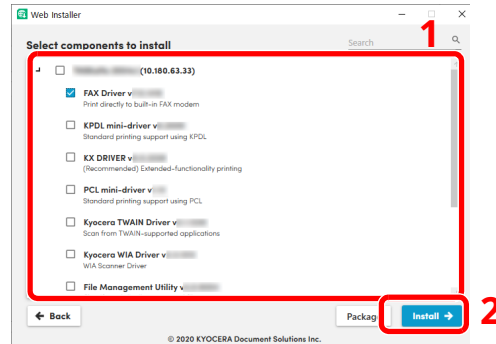 Web Installer
1
Select components to install
Search
(10.180.63.33)
FAX Driver v
Print directly to built-in FAX modem
KPDL mini-driver v
Standard printing support using KPDL
KX DRIVER v
(Recommended) Extended-functionality printing
PCL mini-driver v
Standard printing support using PCL
Kyocera TWAIN Driver v
Scan from TWAIN-supported applications
Kyocera WIA Driver v
WIA Scanner Driver
File Management Utility v
Back
Packag
Install
2
© 2020 KYOCERA Document Solutions Inc.